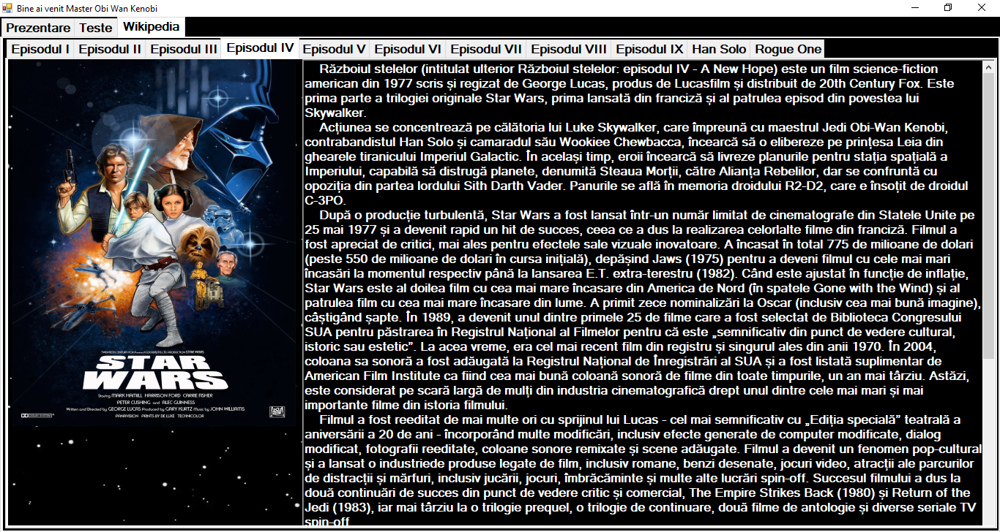 Bine ai venit Master Obi Wan Kenobi
Prezentare Teste Wikipedia
Episodul I Episodul II Episodul III Episodul IV Episodul V Episodul VI Episodul VII Episodul VIII Episodul IX Han Solo Rogue One
Războiul stelelor (intitulat ulterior Războiul stelelor: episodul IV - A New Hope) este un film science-fiction
american din 1977 scris și regizat de George Lucas, produs de Lucasfilm și distribuit de 20th Century Fox. Este
prima parte a trilogiei originale Star Wars, prima lansată din franciză și al patrulea episod din povestea lui
Skywalker.
Acțiunea se concentrează pe călătoria lui Luke Skywalker, care împreună cu maestrul Jedi Obi-Wan Kenobi,
contrabandistul Han Solo și camaradul său Wookiee Chewbacca, încearcă să o elibereze pe prințesa Leia din
ghearele tiranicului Imperiul Galactic. În același timp, eroii încearcă să livreze planurile pentru stația spațială a
Imperiului, capabilă să distrugă planete, denumită Steaua Morții, către Alianța Rebelilor, dar se confruntă cu
opoziția din partea lordului Sith Darth Vader. Panurile se află în memoria droidului R2-D2, care e însoțit de droidul
C-3PO.
După o producție turbulentă, Star Wars a fost lansat într-un număr limitat de cinematografe din Statele Unite pe
25 mai 1977 și a devenit rapid un hit de succes, ceea ce a dus la realizarea celorlalte filme din franciză. Filmul a
fost apreciat de critici, mai ales pentru efectele sale vizuale inovatoare. A încasat în total 775 de milioane de dolari
(peste 550 de milioane de dolari în cursa inițială), depășind Jaws (1975) pentru a deveni filmul cu cele mai mari
încasări la momentul respectiv până la lansarea E.T. extra-terestru (1982). Când este ajustat în funcție de inflație,
Star Wars este al doilea film cu cea mai mare încasare din America de Nord (în spatele Gone with the Wind) și al
patrulea film cu cea mai mare încasare din lume. A primit zece nominalizări la Oscar (inclusiv cea mai bună imagine),
câștigând șapte. În 1989, a devenit unul dintre primele 25 de filme care a fost selectat de Biblioteca Congresului
SUA pentru păstrarea în Registrul Național al Filmelor pentru că este „semnificativ din punct de vedere cultural,
istoric sau estetic”. La acea vreme, era cel mai recent film din registru și singurul ales din anii 1970. În 2004,
coloana sa sonoră a fost adăugată la Registrul Național de Înregistrări al SUA și a fost listată suplimentar de
American Film Institute ca fiind cea mai bună coloană sonoră de filme din toate timpurile, un an mai târziu. Astăzi,
este considerat pe scară largă de mulți din industria cinematografică drept unul dintre cele mai mari și mai
importante filme din istoria filmului.
Filmul a fost reeditat de mai multe ori cu sprijinul lui Lucas - cel mai semnificativ cu „Ediția specială” teatrală a
aniversării a 20 de ani - încorporând multe modificări, inclusiv efecte generate de computer modificate, dialog
modificat, fotografii reeditate, coloane sonore remixate și scene adăugate. Filmul a devenit un fenomen pop-cultural
și a lansat o industriede produse legate de film, inclusiv romane, benzi desenate, jocuri video, atracții ale parcurilor
de distracții și mărfuri, inclusiv jucării, jocuri, îmbrăcăminte și multe alte lucrări spin-off. Succesul filmului a dus la
două continuări de succes din punct de vedere critic și comercial, The Empire Strikes Back (1980) și Return of the
Jedi (1983), iar mai târziu la o trilogie prequel, o trilogie de continuare, două filme de antologie și diverse seriale TV
spin-off
TWENTIETH CENTURY-FOX Presents A LUCASFILM LTD. PRODUCTION STAR WARS
STAR
WARS
Starring MARK HAMILL HARRISON FORD CARRIE FISHER
PETER CUSHING and ALEC GUINNESS
Written and Directed by GEORGE LUCAS Produced by GARY KURTZ Music by JOHN WILLIAMS
PANAVISION PRINTS BY DE LUXE TECHNICOLOR